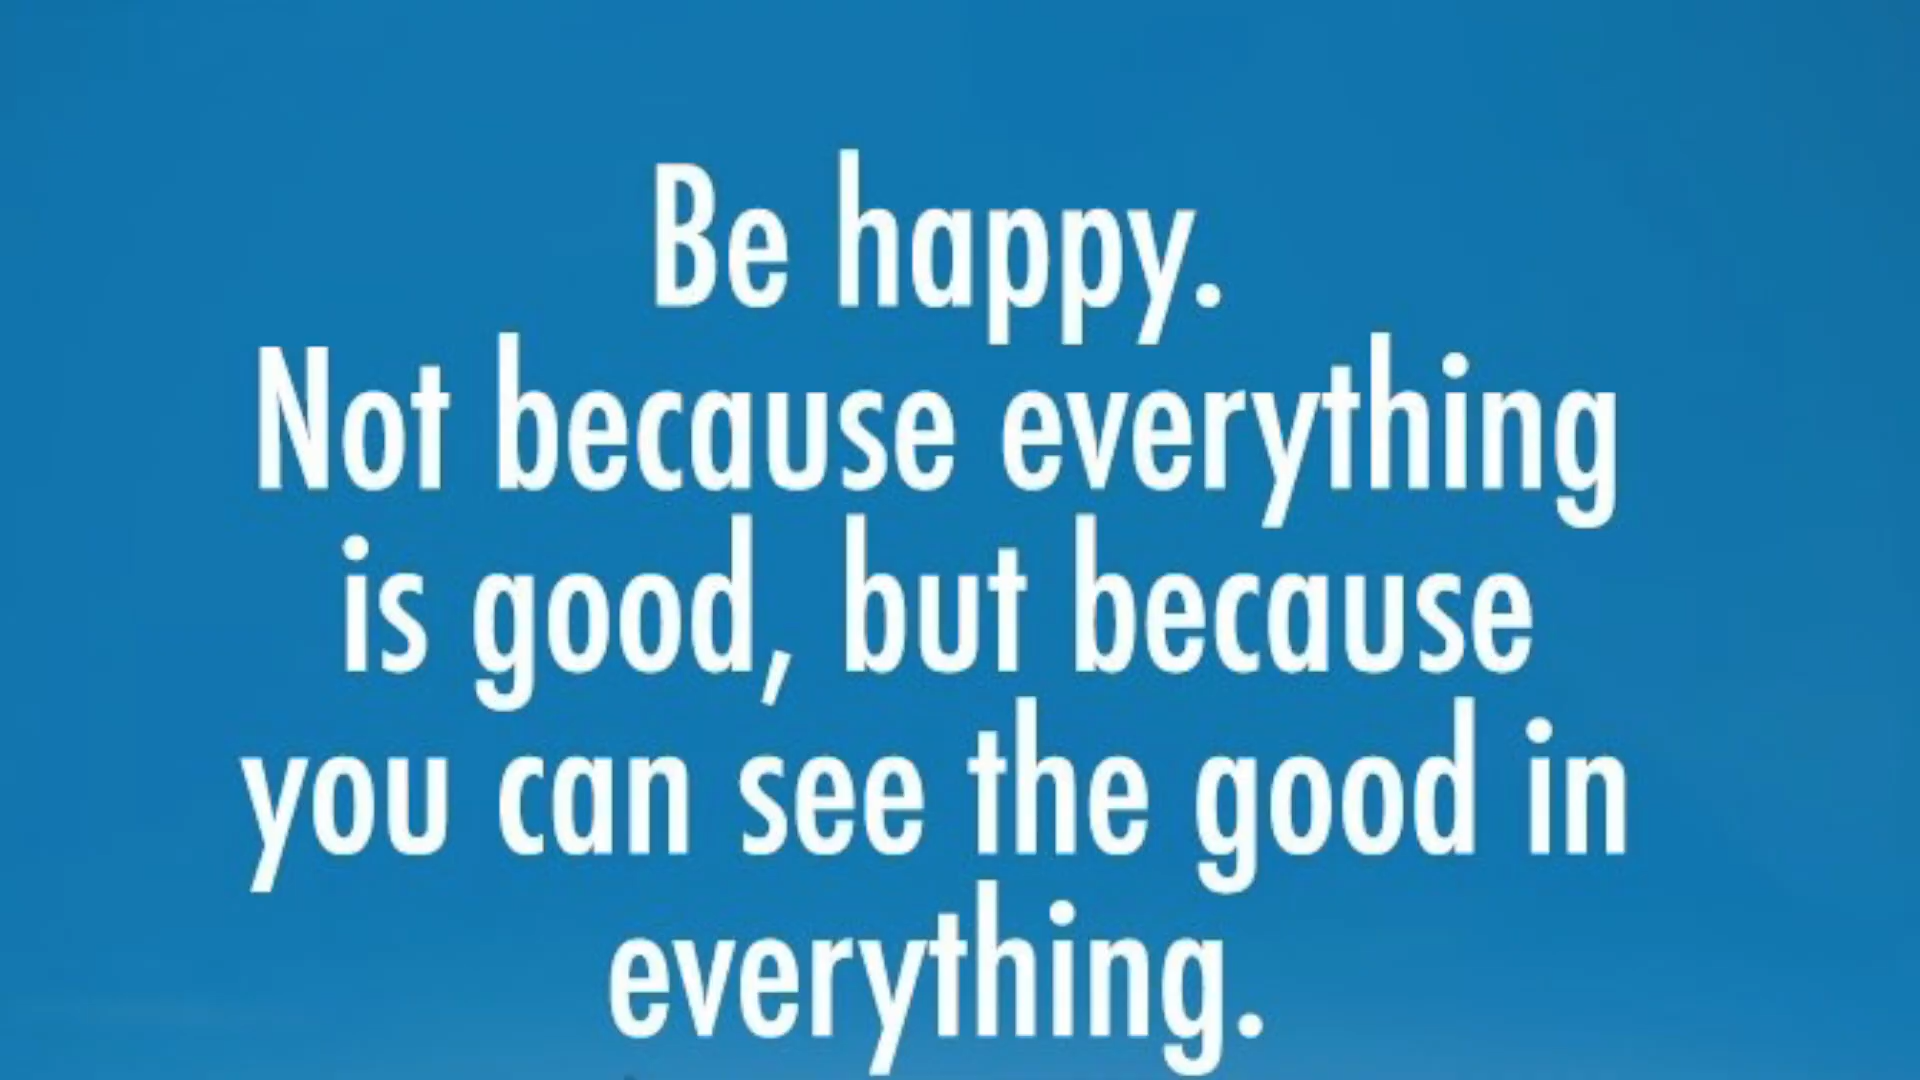 Be happy.
Not because everything
is good, but because
you can see the good in
everything.